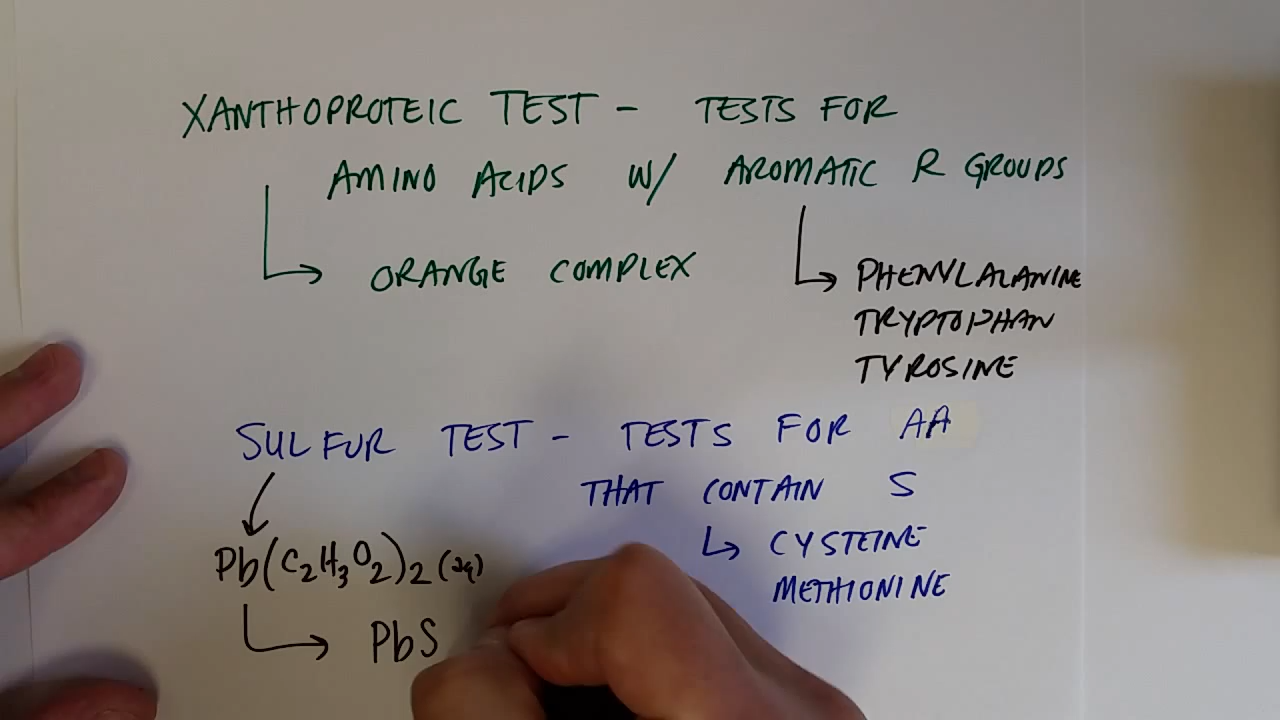 XANTHOPROTEIC TEST - TESTS FOR
AMINO ACIDS W/ AROMATIC R GROUPS
ORANGE COMPLEX
PHENYLALANINE
TRYPTOPHAN
TYROSINE
SULFUR TEST - TESTS FOR AA
THAT CONTAIN S
CYSTEINE
METHIONINE
Pb(C₂H₃O₂)₂ (aq)
PbS